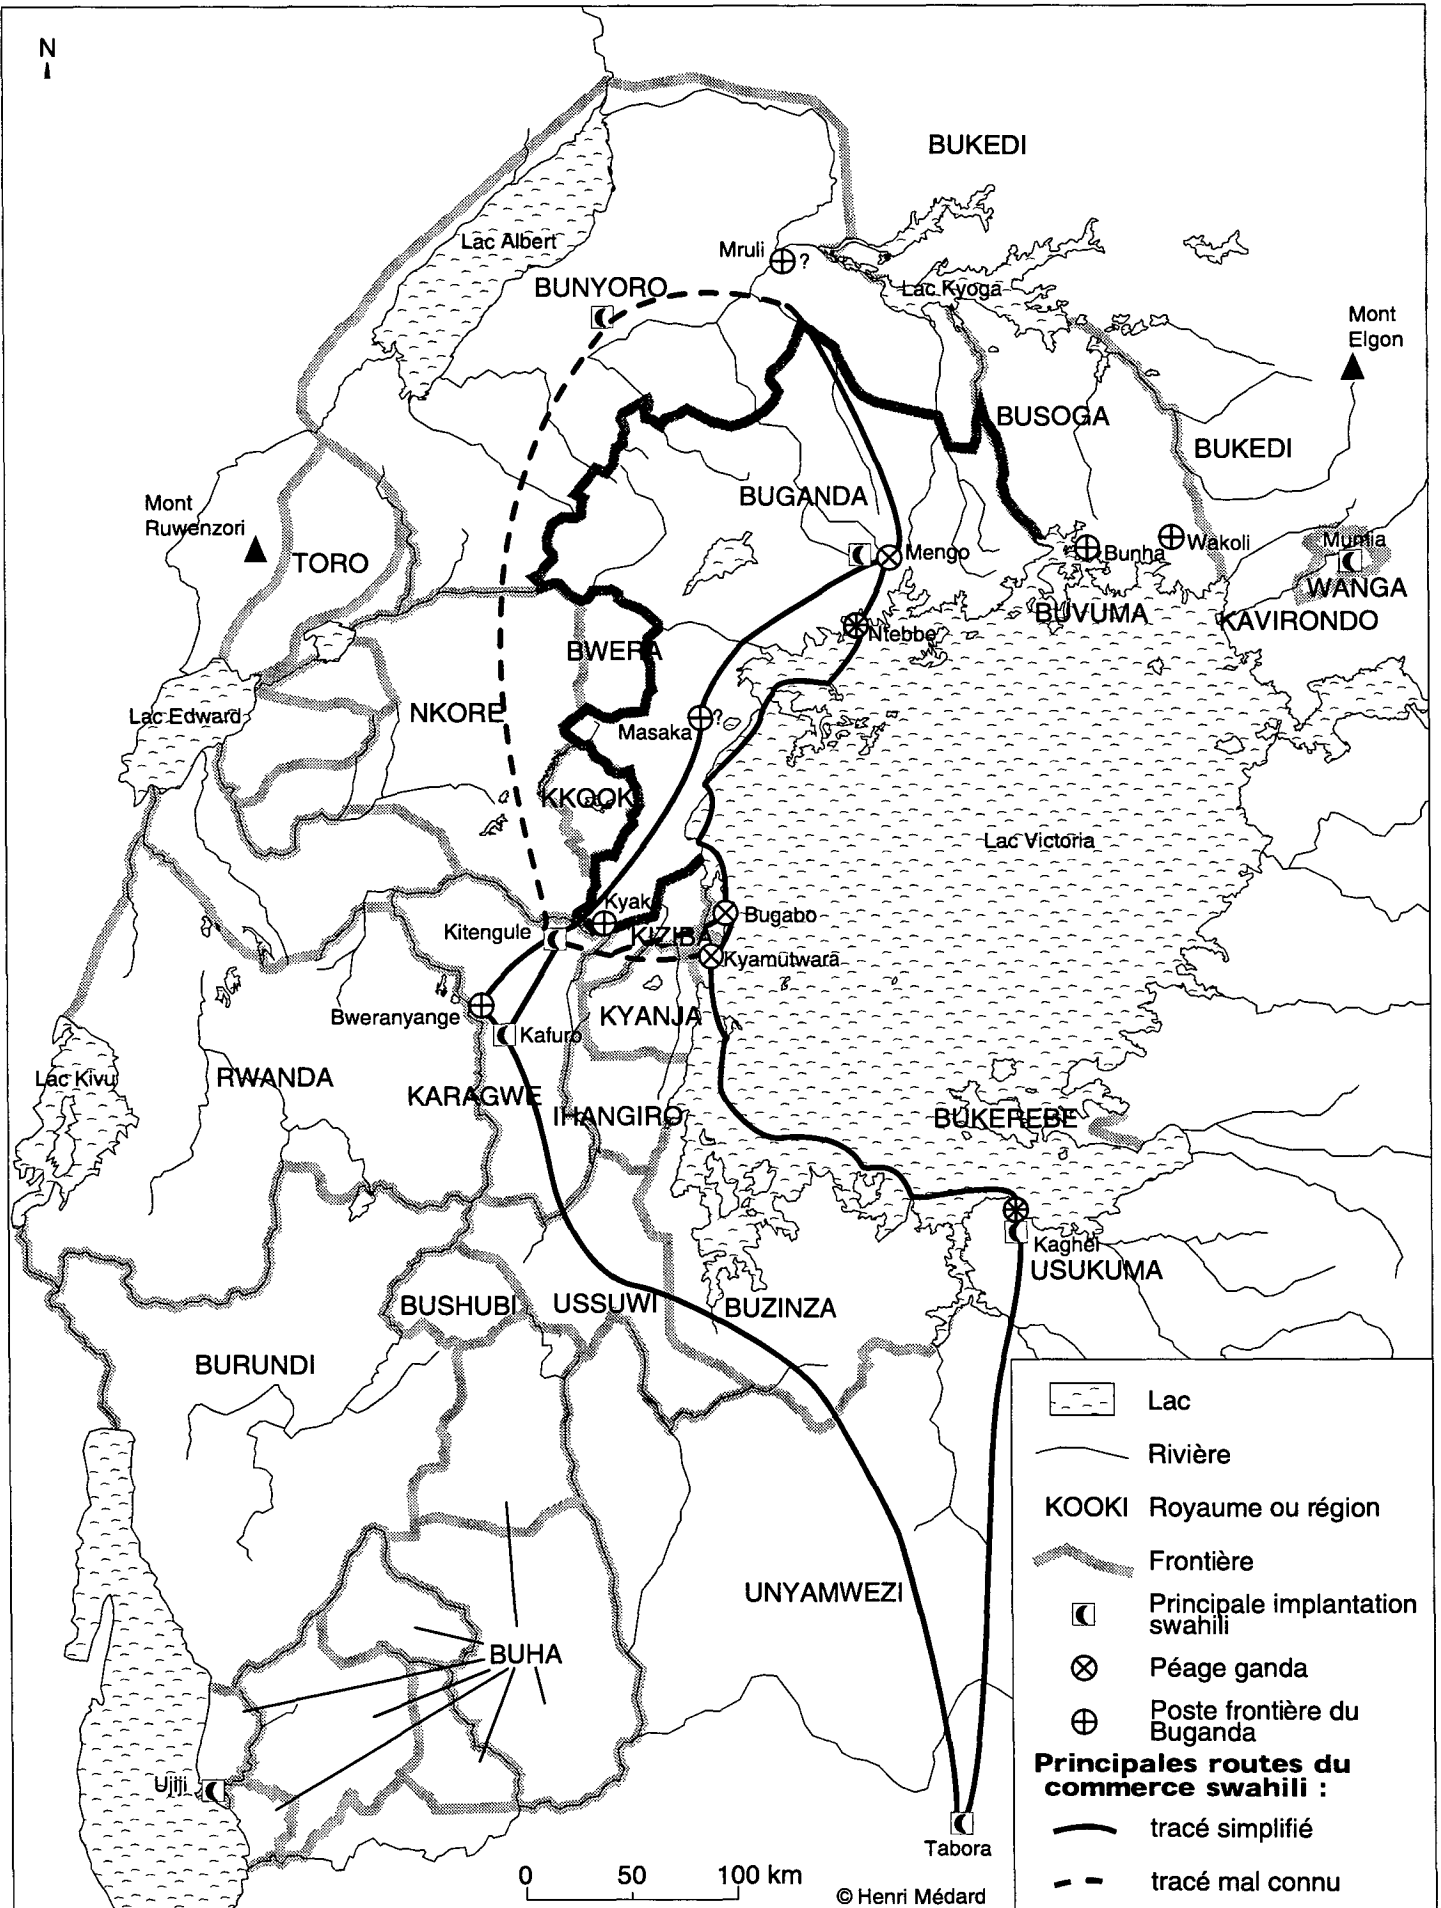 N
BUKEDI
Lac Albert
Mruli
?
BUNYORO
Lac Kyoga
Mont
Elgon
BUSOGA
BUKEDI
BUGANDA
Mont
Ruwenzori
TORO
Mengo
Bunha
Wakoli
Mumia
WANGA
BUVUMA
KAVIRONDO
Ntebbe
BWERA
Lac Edward
NKORE
Masaka
?
KKOOKI
Lac Victoria
Kyaka
Bugabo
Kitengule
KIZIBA
Kyamutwara
Bweranyange
KYANJA
Kafuro
Lac Kivu
RWANDA
KARAGWE
IHANGIRO
BUKEREBE
Kagheï
USUKUMA
BUSHUBI
USSUWI
BUZINZA
BURUNDI
UNYAMWEZI
BUHA
Ujiji
Tabora
0 50 100 km
© Henri Médard
Lac
Rivière
KOOKI Royaume ou région
Frontière
Principale implantation
swahili
Péage ganda
Poste frontière du
Buganda
Principales routes du
commerce swahili :
tracé simplifié
tracé mal connu